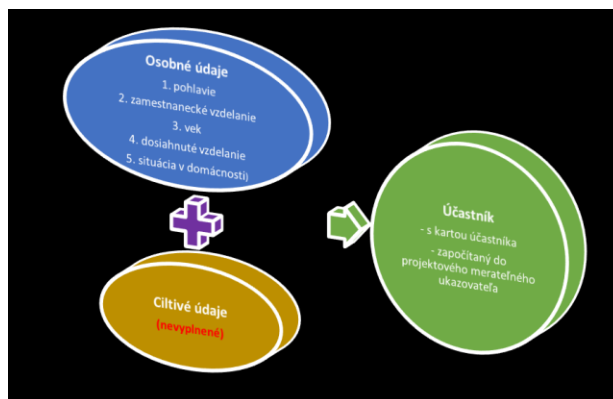 Osobné údaje
1. pohlavie
2. zamestnanecké vzdelanie
3. vek
4. dosiahnuté vzdelanie
5. situácia v domácnosti)
Ciltivé údaje
(nevyplnené)
Účastník
- s kartou účastníka
- započítaný do
projektového merateľného
ukazovateľa